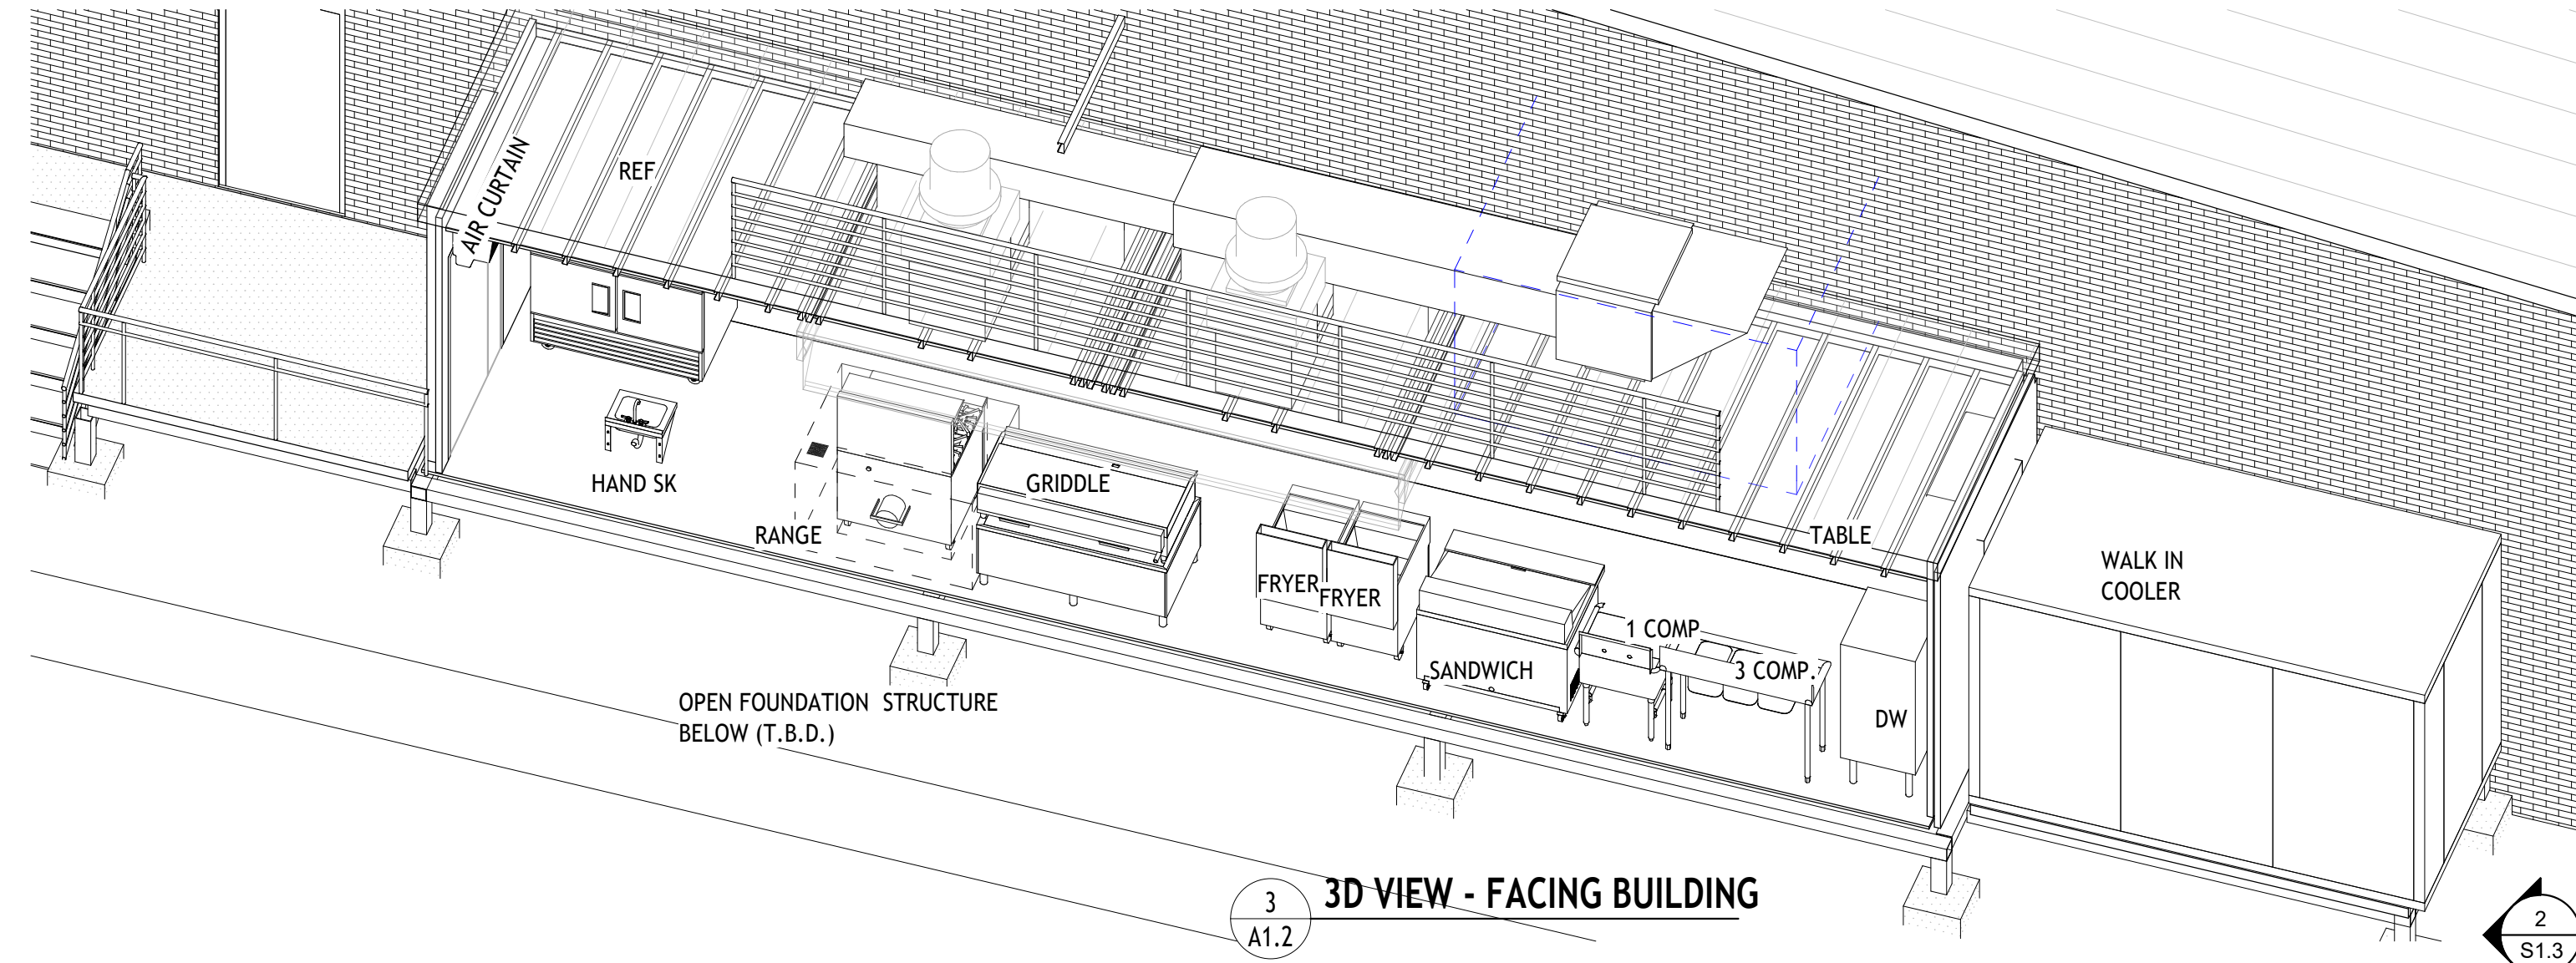 AIR CURTAIN
REF
HAND SK
RANGE
GRIDDLE
FRYER
FRYER
SANDWICH
1 COMP
3 COMP.
TABLE
DW
WALK IN
COOLER
OPEN FOUNDATION STRUCTURE
BELOW (T.B.D.)
3
A1.2
3D VIEW - FACING BUILDING
2
S1.3